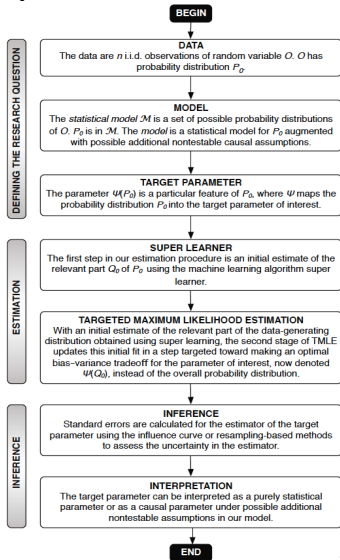 BEGIN
DEFINING THE RESEARCH QUESTION
DATA
The data are n i.i.d. observations of random variable O. O has
probability distribution P₀.
MODEL
The statistical model ℳ is a set of possible probability distributions
of O. P₀ is in ℳ. The model is a statistical model for P₀ augmented
with possible additional nontestable causal assumptions.
TARGET PARAMETER
The parameter Ψ(P₀) is a particular feature of P₀, where Ψ maps the
probability distribution P₀ into the target parameter of interest.
ESTIMATION
SUPER LEARNER
The first step in our estimation procedure is an initial estimate of the
relevant part Q₀ of P₀ using the machine learning algorithm super
learner.
TARGETED MAXIMUM LIKELIHOOD ESTIMATION
With an initial estimate of the relevant part of the data-generating
distribution obtained using super learning, the second stage of TMLE
updates this initial fit in a step targeted toward making an optimal
bias–variance tradeoff for the parameter of interest, now denoted
Ψ(Q₀), instead of the overall probability distribution.
INFERENCE
INFERENCE
Standard errors are calculated for the estimator of the target
parameter using the influence curve or resampling-based methods
to assess the uncertainty in the estimator.
INTERPRETATION
The target parameter can be interpreted as a purely statistical
parameter or as a causal parameter under possible additional
nontestable assumptions in our model.
END